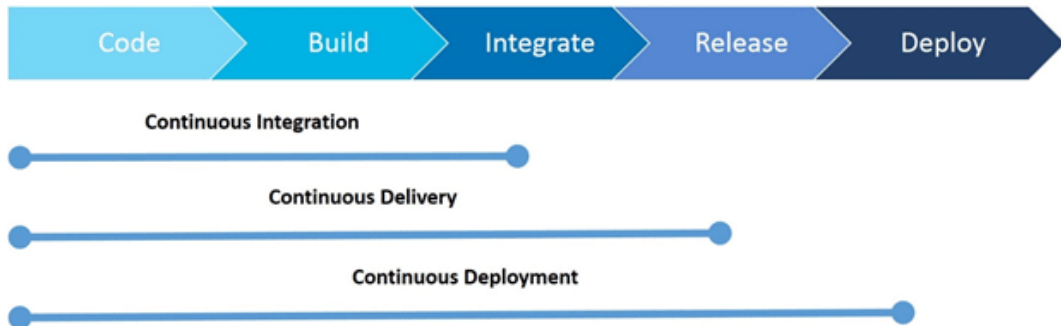 Code Build Integrate Release Deploy
Continuous Integration
Continuous Delivery
Continuous Deployment